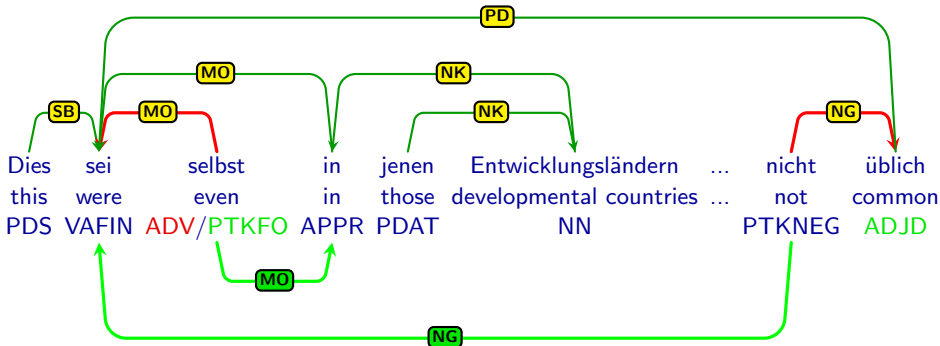 PD
MO NK
SB MO NK NG
Dies sei selbst in jenen Entwicklungsländern ... nicht üblich
this were even in those developmental countries ... not common
PDS VAFIN ADV/PTKFO APPR PDAT NN PTKNEG ADJD
MO
NG